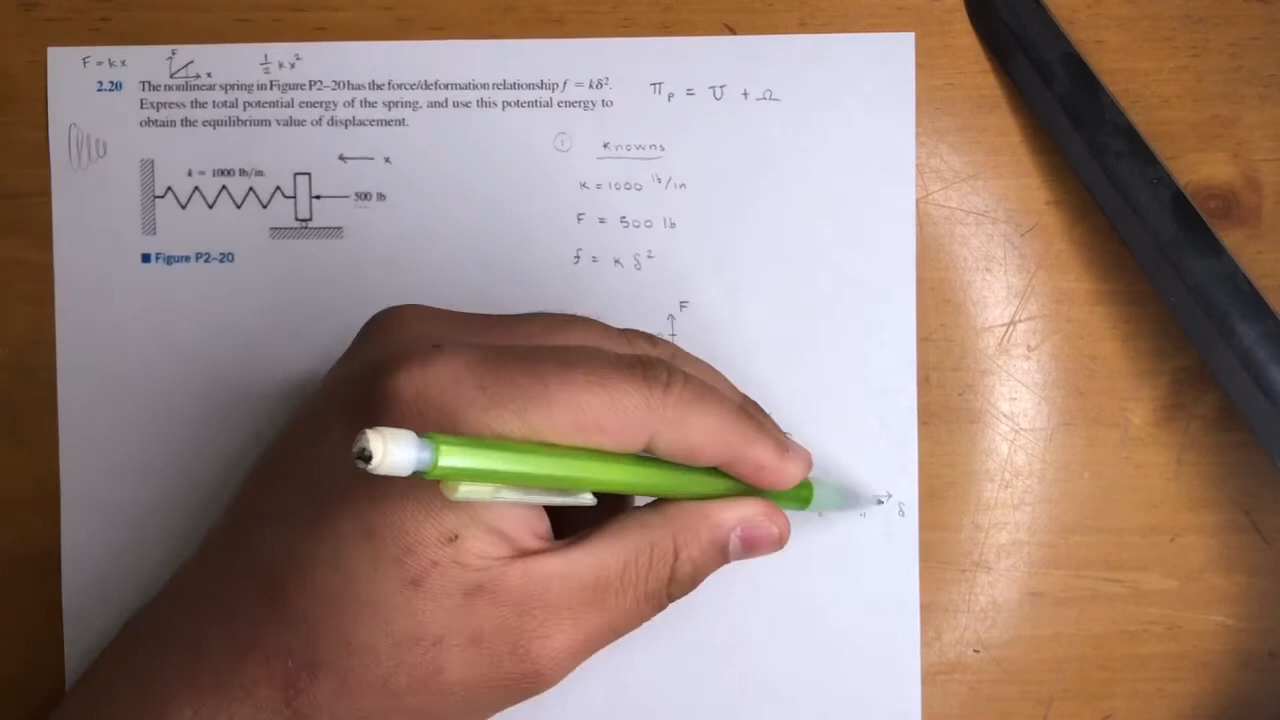 F = kx
F
x
1/2 kx²
2.20 The nonlinear spring in Figure P2–20 has the force/deformation relationship f = kδ².
Express the total potential energy of the spring, and use this potential energy to
obtain the equilibrium value of displacement.
πp = U + Ω
k = 1000 lb/in.
x
500 lb
Figure P2–20
1 Knowns
K = 1000 lb/in
F = 500 lb
f = k δ²
F
δ